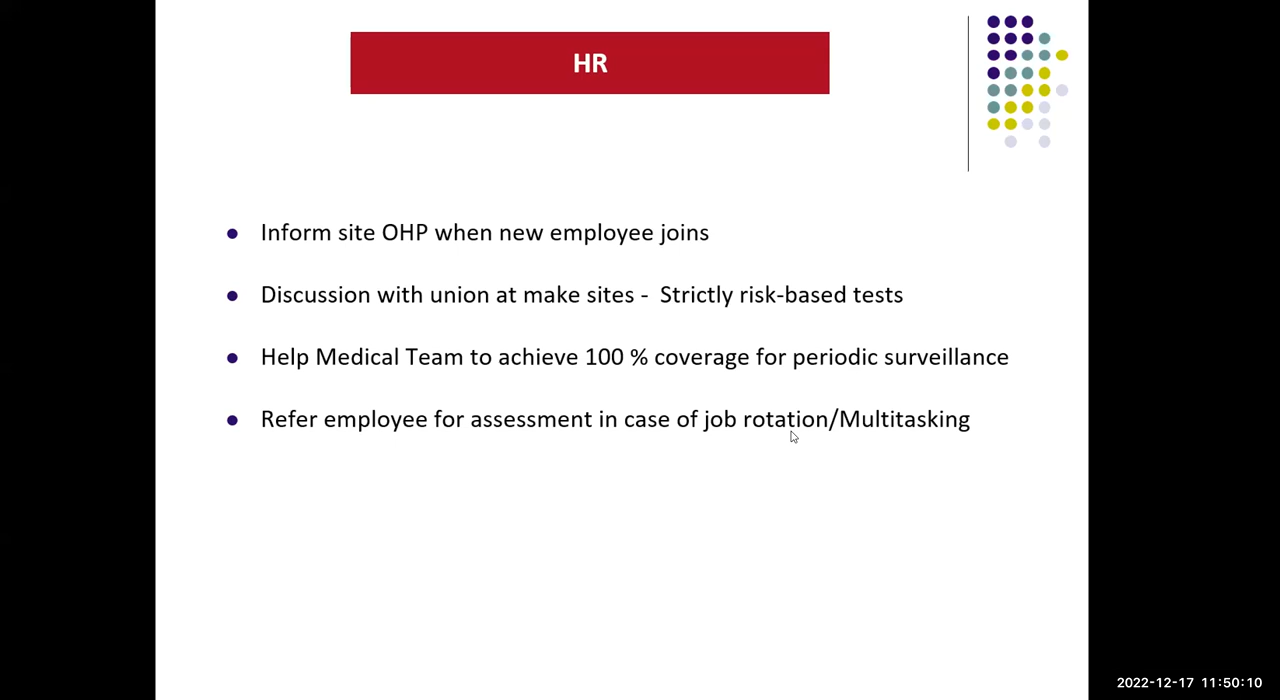 HR
Inform site OHP when new employee joins
Discussion with union at make sites -  Strictly risk-based tests
Help Medical Team to achieve 100 % coverage for periodic surveillance
Refer employee for assessment in case of job rotation/Multitasking
2022-12-17 11:50:10